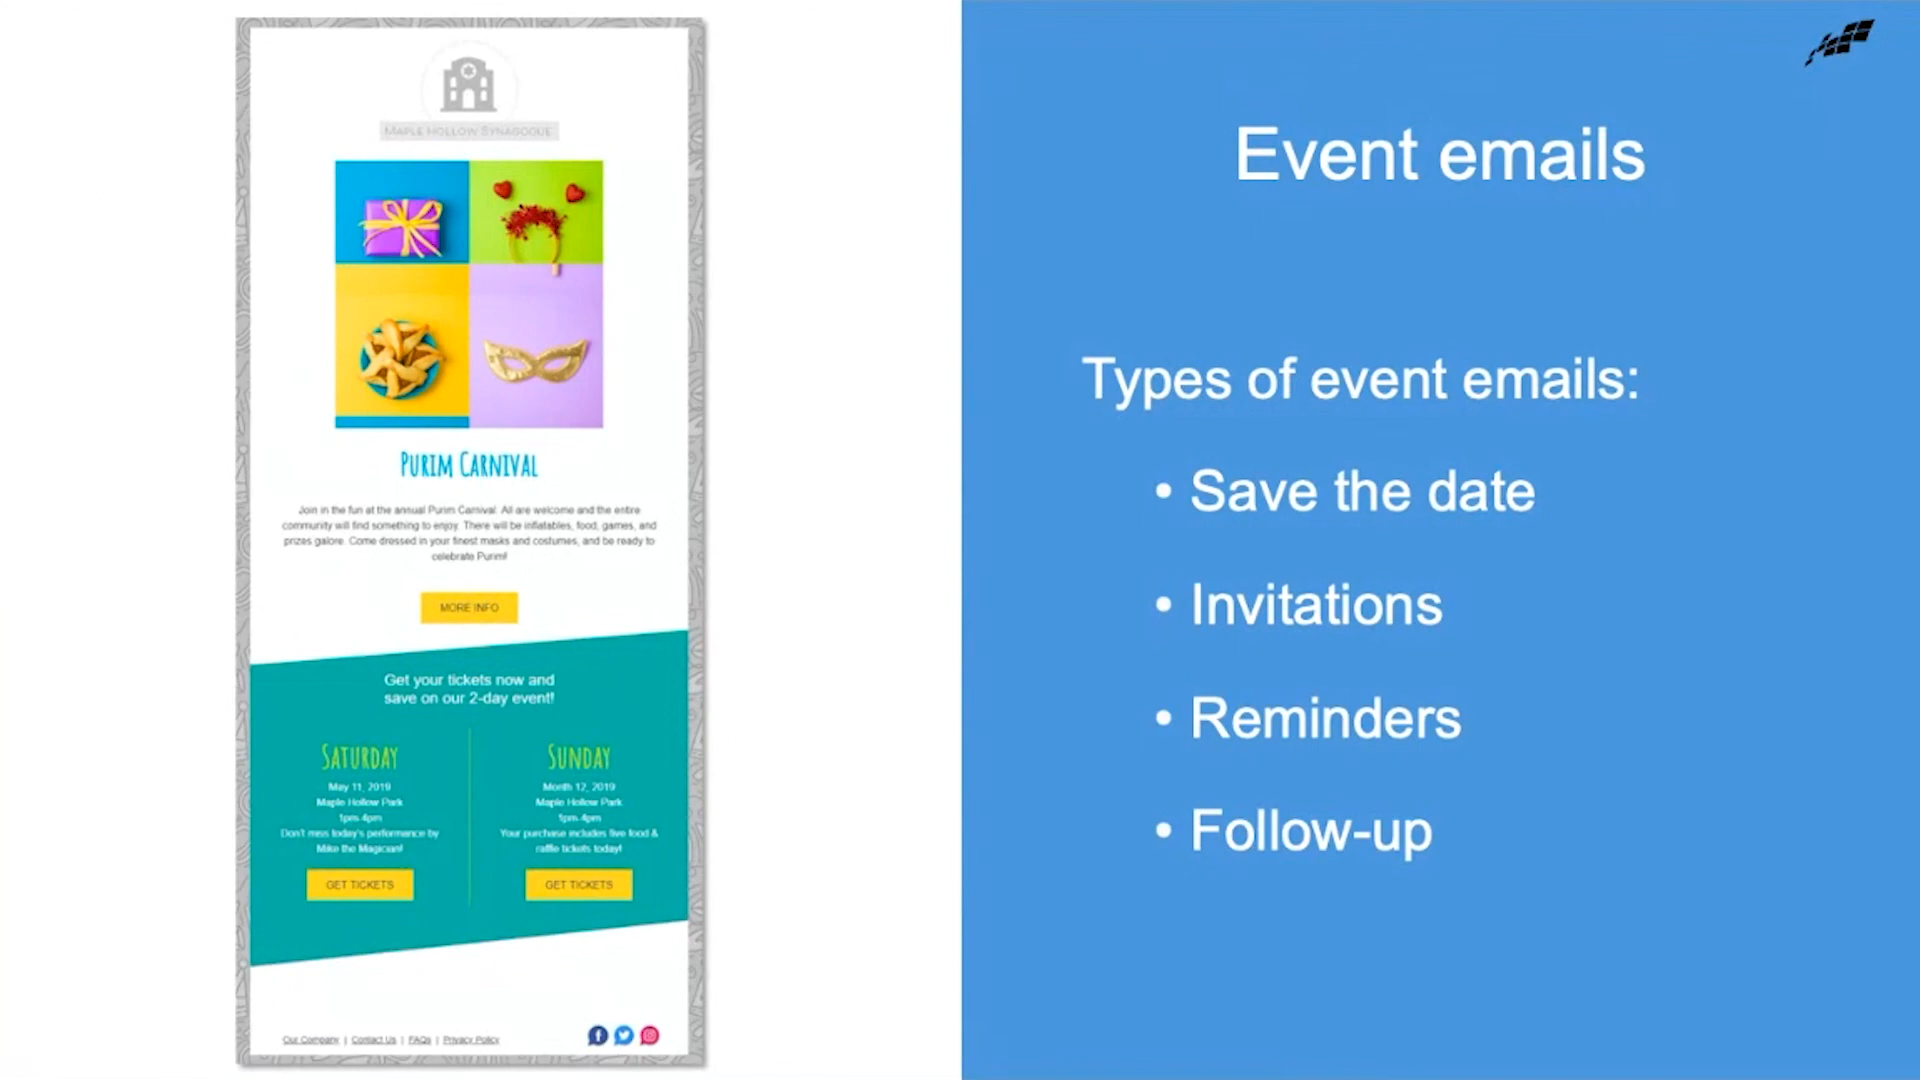 MAPLE HOLLOW SYNAGOGUE
PURIM CARNIVAL
Join in the fun at the annual Purim Carnival. All are welcome and the entire
community will find something to enjoy. There will be inflatables, food, games, and
prizes galore. Come dressed in your finest masks and costumes, and be ready to
celebrate Purim!
MORE INFO
Get your tickets now and
save on our 2-day event!
SATURDAY
May 11, 2019
Maple Hollow Park
1pm-4pm
Don't miss today's performance by
Mike the Magician!
GET TICKETS
SUNDAY
Month 12, 2019
Maple Hollow Park
1pm-4pm
Your purchase includes five food &
raffle tickets today!
GET TICKETS
Our Company | Contact Us | FAQs | Privacy Policy
Event emails
Types of event emails:
• Save the date
• Invitations
• Reminders
• Follow-up